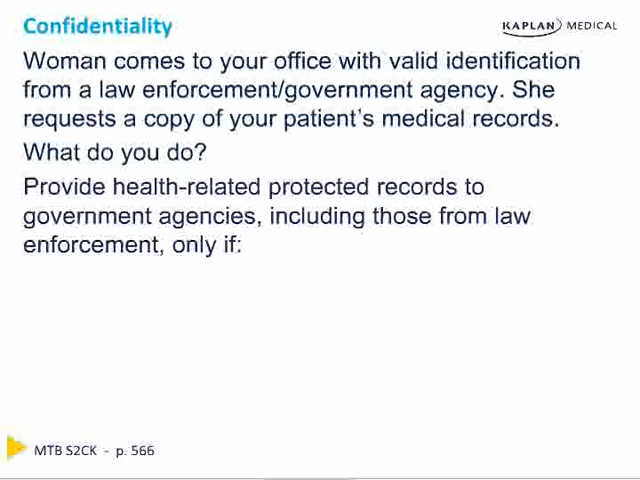 Confidentiality
KAPLAN MEDICAL
Woman comes to your office with valid identification
from a law enforcement/government agency. She
requests a copy of your patient's medical records.
What do you do?
Provide health-related protected records to
government agencies, including those from law
enforcement, only if:
MTB S2CK - p. 566